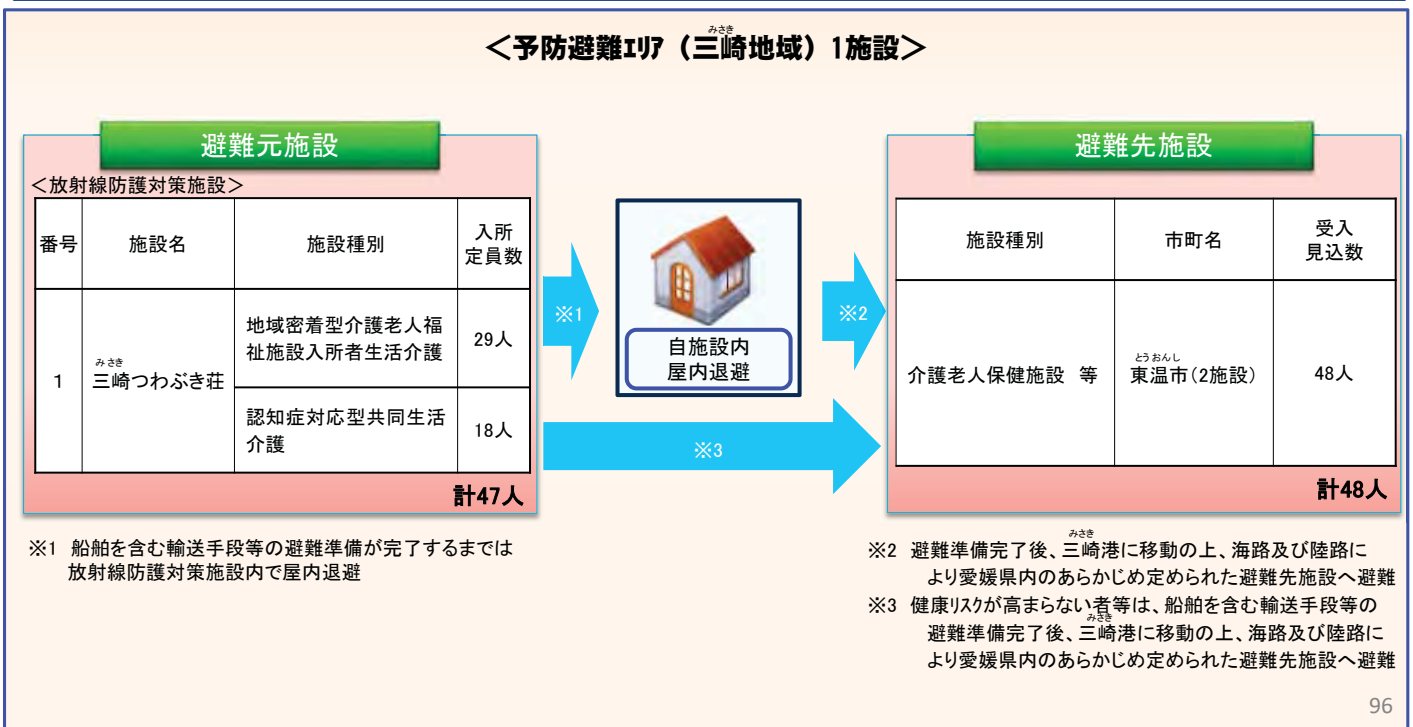 ＜予防避難ｴﾘｱ（三崎地域）1施設＞
みさき
避難元施設
＜放射線防護対策施設＞
番号
施設名
施設種別
入所
定員数
1
みさき
三崎つわぶき荘
地域密着型介護老人福
祉施設入所者生活介護
29人
認知症対応型共同生活
介護
18人
計47人
※1
自施設内
屋内退避
※2
※3
避難先施設
施設種別
市町名
受入
見込数
介護老人保健施設　等
とうおんし
東温市（2施設）
48人
計48人
※1　船舶を含む輸送手段等の避難準備が完了するまでは
放射線防護対策施設内で屋内退避
みさき
※2　避難準備完了後、三崎港に移動の上、海路及び陸路に
より愛媛県内のあらかじめ定められた避難先施設へ避難
※3　健康ﾘｽｸが高まらない者等は、船舶を含む輸送手段等の
みさき
避難準備完了後、三崎港に移動の上、海路及び陸路に
より愛媛県内のあらかじめ定められた避難先施設へ避難
96